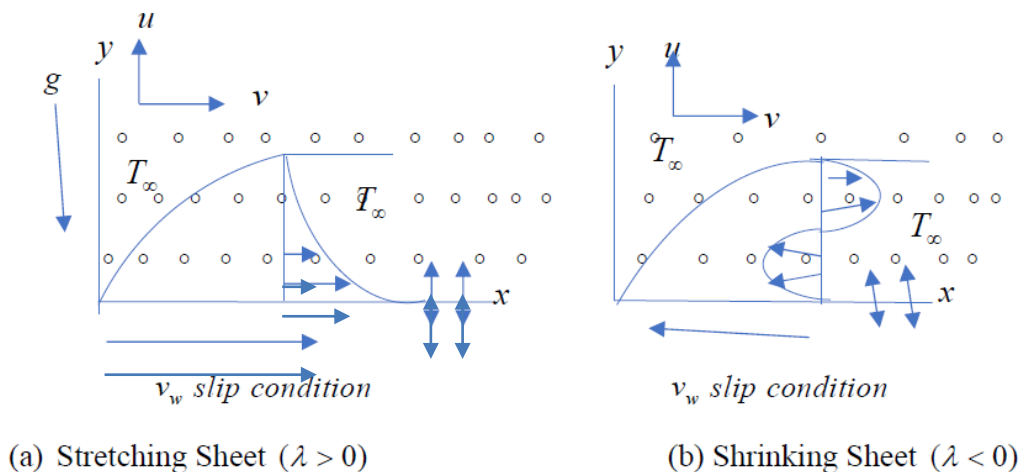 u
y
g
v
T∞
T∞
x
v_w slip condition
(a) Stretching Sheet (λ > 0)
y
u
v
T∞
T∞
x
v_w slip condition
(b) Shrinking Sheet (λ < 0)